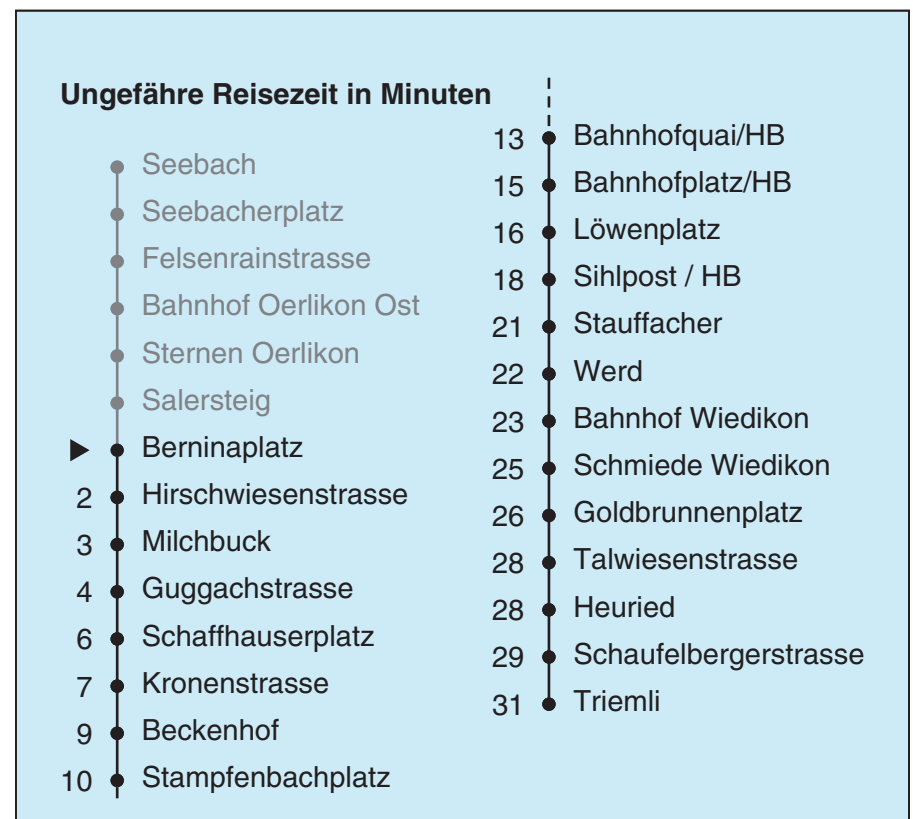 Ungefähre Reisezeit in Minuten
Seebach
Seebacherplatz
Felsenrainstrasse
Bahnhof Oerlikon Ost
Sternen Oerlikon
Salersteig
Berninaplatz
2 Hirschwiesenstrasse
3 Milchbuck
4 Guggachstrasse
6 Schaffhauserplatz
7 Kronenstrasse
9 Beckenhof
10 Stampfenbachplatz
13 Bahnhofquai/HB
15 Bahnhofplatz/HB
16 Löwenplatz
18 Sihlpost / HB
21 Stauffacher
22 Werd
23 Bahnhof Wiedikon
25 Schmiede Wiedikon
26 Goldbrunnenplatz
28 Talwiesenstrasse
28 Heuried
29 Schaufelbergerstrasse
31 Triemli